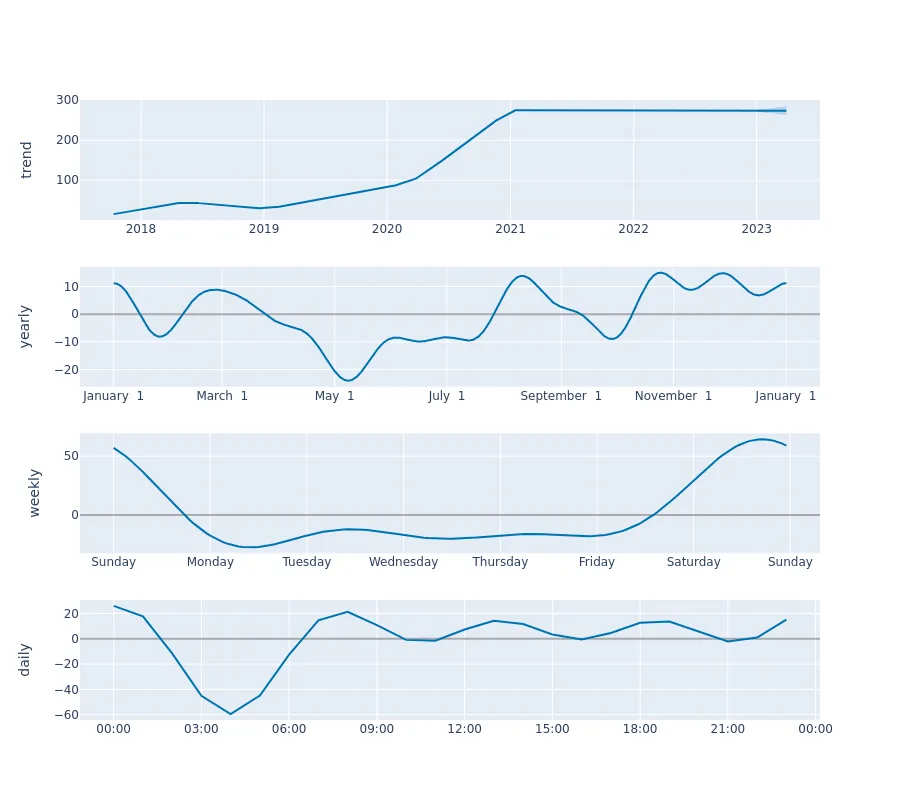 300
200
100
trend
2018 2019 2020 2021 2022 2023
10
0
−10
−20
yearly
January 1 March 1 May 1 July 1 September 1 November 1 January 1
50
0
weekly
Sunday Monday Tuesday Wednesday Thursday Friday Saturday Sunday
20
0
−20
−40
−60
daily
00:00 03:00 06:00 09:00 12:00 15:00 18:00 21:00 00:00